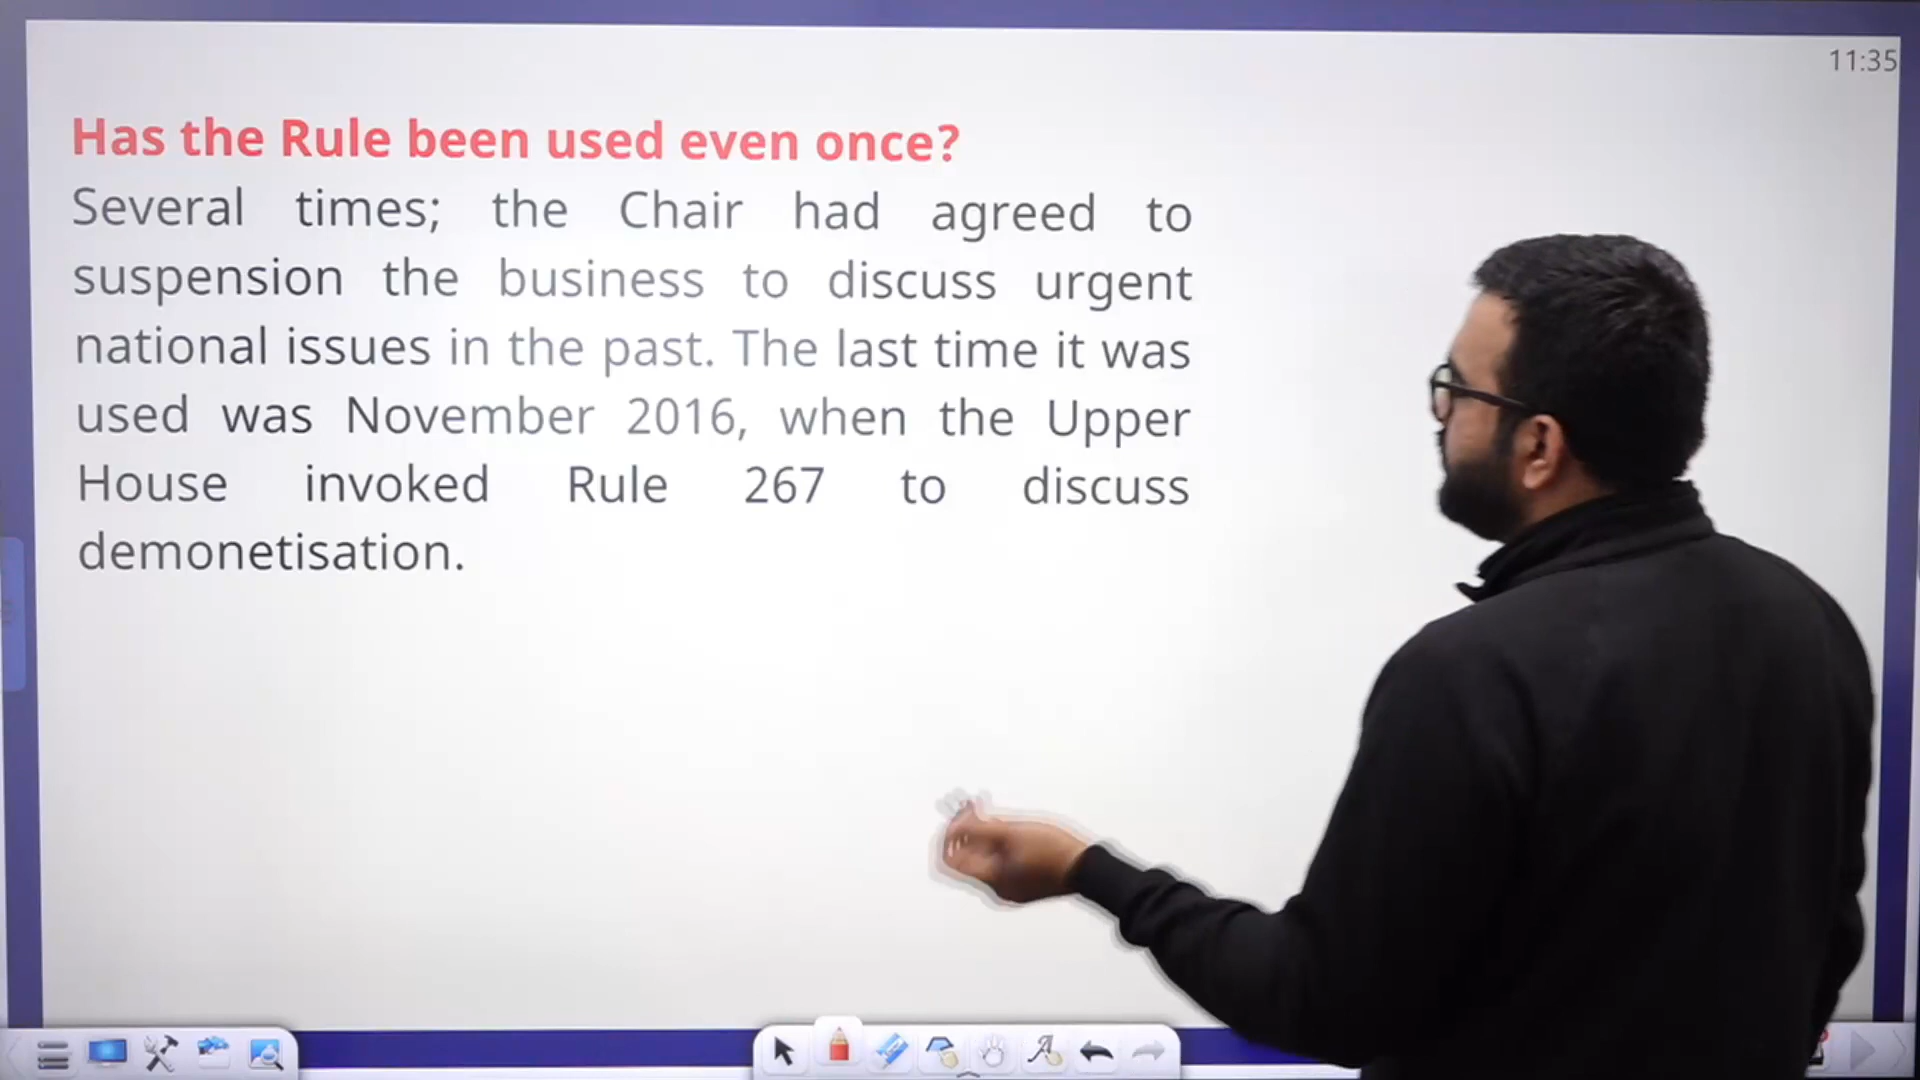 11:35
Has the Rule been used even once?
Several times; the Chair had agreed to
suspension the business to discuss urgent
national issues in the past. The last time it was
used was November 2016, when the Upper
House invoked Rule 267 to discuss
demonetisation.